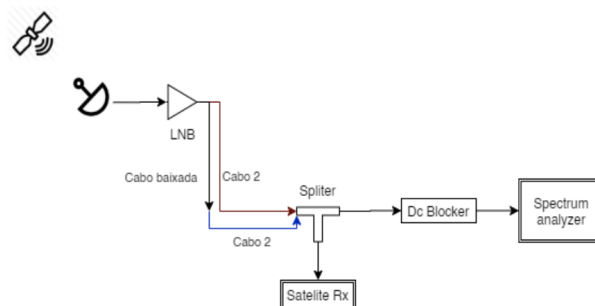 LNB
Cabo baixada
Cabo 2
Spliter
Cabo 2
Dc Blocker
Spectrum
analyzer
Satelite Rx